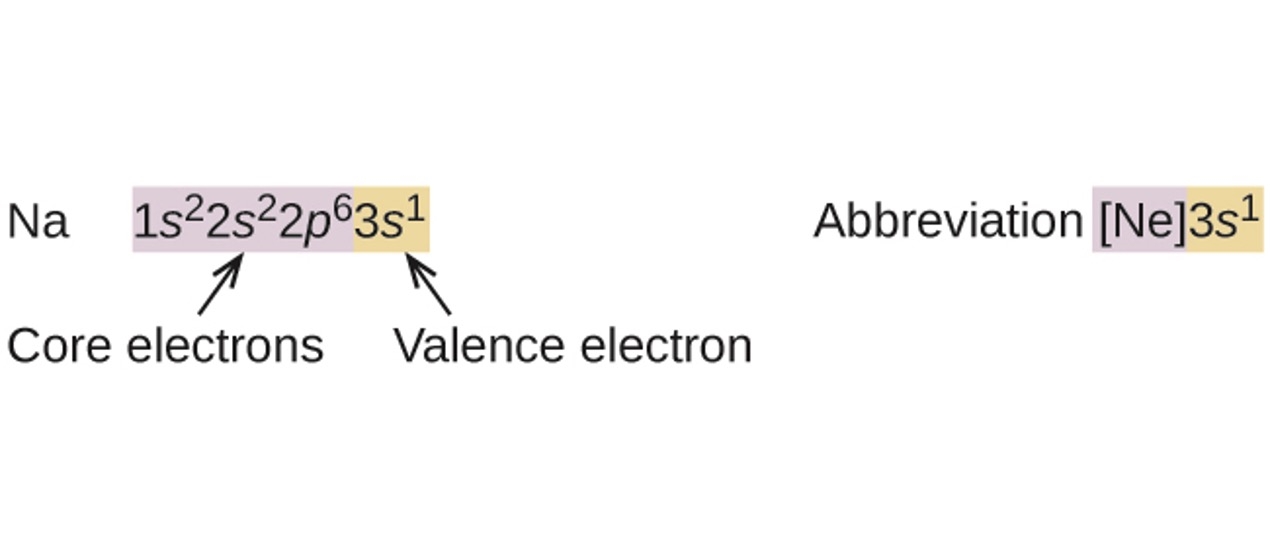 Na 1s²2s²2p⁶3s¹ Abbreviation [Ne]3s¹
Core electrons Valence electron